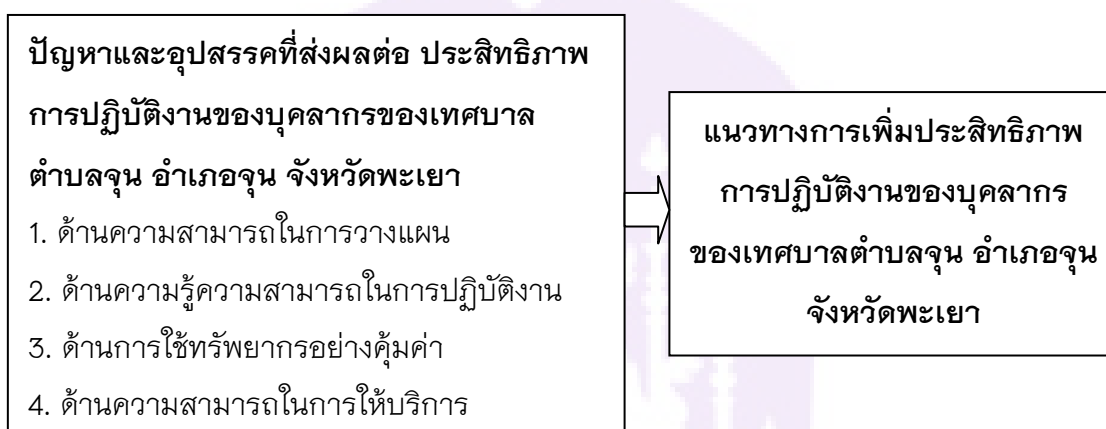 ปัญหาและอุปสรรคที่ส่งผลต่อ ประสิทธิภาพ
การปฏิบัติงานของบุคลากรของเทศบาล
ตำบลจุน อำเภอจุน จังหวัดพะเยา
1. ด้านความสามารถในการวางแผน
2. ด้านความรู้ความสามารถในการปฏิบัติงาน
3. ด้านการใช้ทรัพยากรอย่างคุ้มค่า
4. ด้านความสามารถในการให้บริการ
แนวทางการเพิ่มประสิทธิภาพ
การปฏิบัติงานของบุคลากร
ของเทศบาลตำบลจุน อำเภอจุน
จังหวัดพะเยา